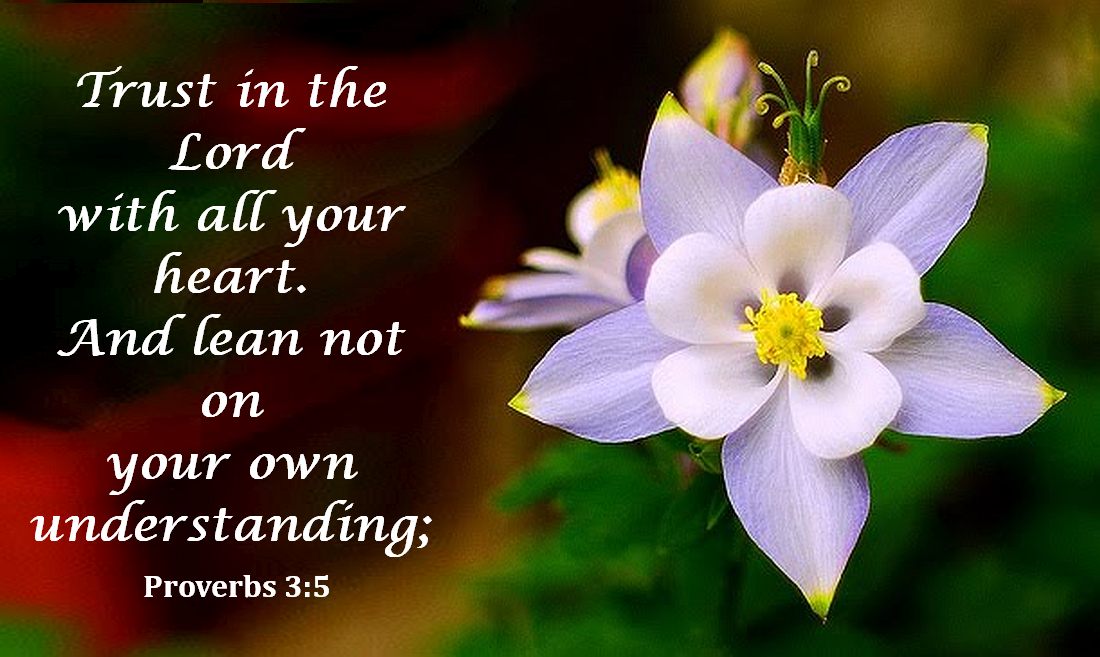 Trust in the
Lord
with all your
heart.
And lean not
on
your own
understanding;
Proverbs 3:5